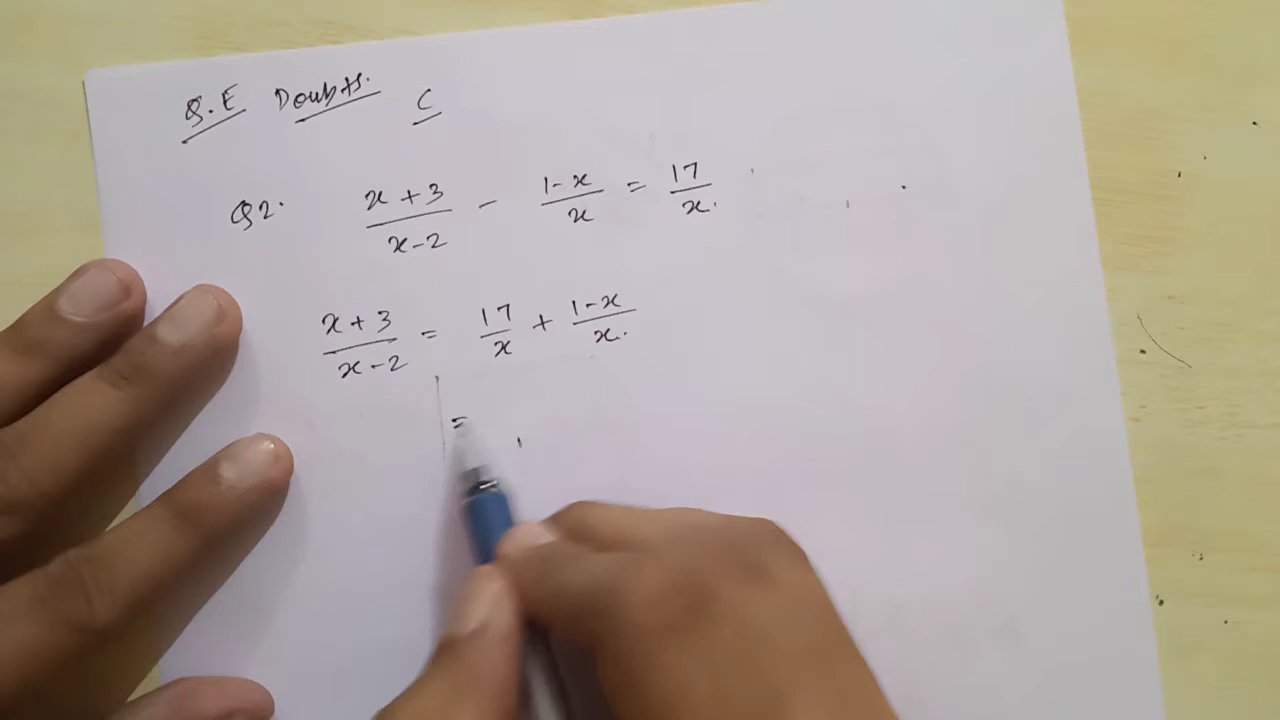 Q.E Doubts. C
Q2. x+3/x-2 - 1-x/x = 17/x.
x+3/x-2 = 17/x + 1-x/x.
=